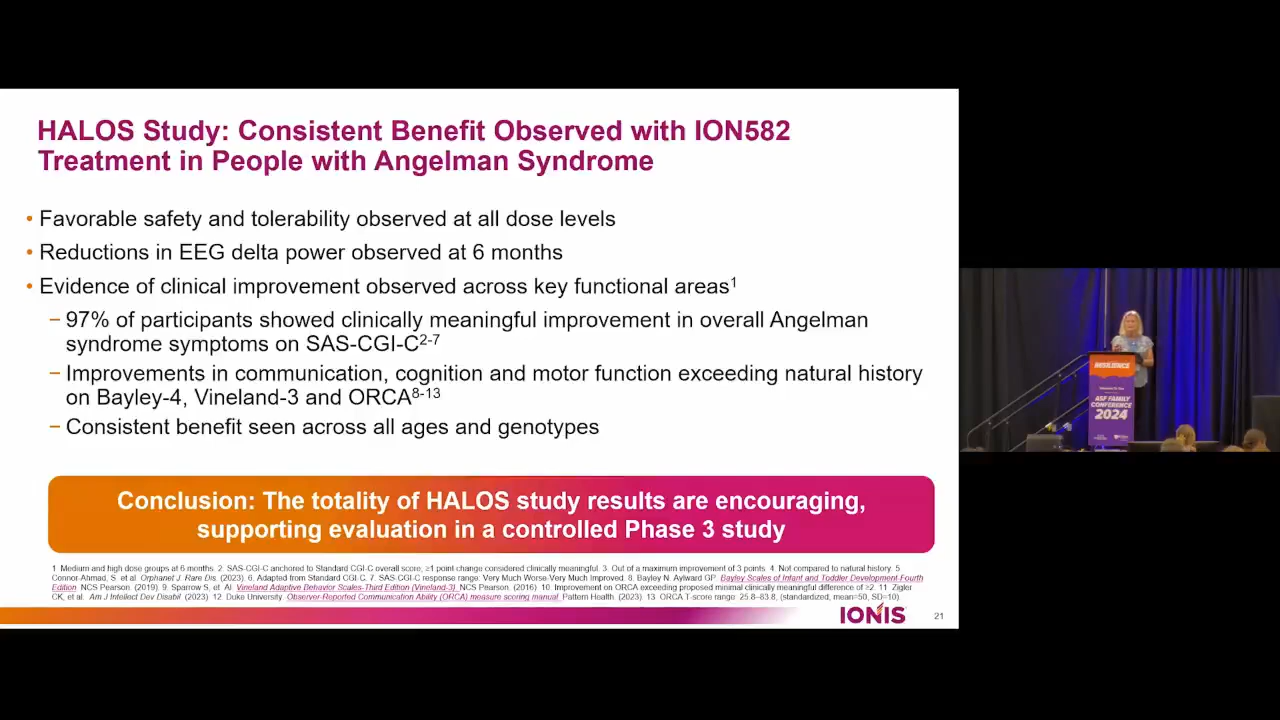 HALOS Study: Consistent Benefit Observed with ION582
Treatment in People with Angelman Syndrome
• Favorable safety and tolerability observed at all dose levels
• Reductions in EEG delta power observed at 6 months
• Evidence of clinical improvement observed across key functional areas1
− 97% of participants showed clinically meaningful improvement in overall Angelman
syndrome symptoms on SAS-CGI-C2-7
− Improvements in communication, cognition and motor function exceeding natural history
on Bayley-4, Vineland-3 and ORCA8-13
− Consistent benefit seen across all ages and genotypes
Conclusion: The totality of HALOS study results are encouraging,
supporting evaluation in a controlled Phase 3 study
1 Medium and high dose groups at 6 months. 2. SAS-CGI-C anchored to Standard CGI-C overall score, ≥1 point change considered clinically meaningful. 3. Out of a maximum improvement of 3 points. 4. Not compared to natural history. 5
Connor-Ahmad, S. et al. Orphanet J. Rare Dis. (2023). 6. Adapted from Standard CGI-C. 7. SAS-CGI-C response range: Very Much Worse-Very Much Improved. 8. Bayley N. Aylward GP. Bayley Scales of Infant and Toddler Development-Fourth
Edition. NCS Pearson. (2019). 9. Sparrow S. et. Al. Vineland Adaptive Behavior Scales-Third Edition (Vineland-3). NCS Pearson. (2016) 10. Improvement on ORCA exceeding proposed minimal clinically meaningful difference of ≥2. 11. Zigler
CK, et al. Am J Intellect Dev Disabil (2023) 12. Duke University. Observer-Reported Communication Ability (ORCA) measure scoring manual. Pattern Health. (2023). 13. ORCA T-score range: 25.8–83.8, (standardized, mean=50, SD=10).
IONIS
21
RESILIENCE
ASF FAMILY
CONFERENCE
2024